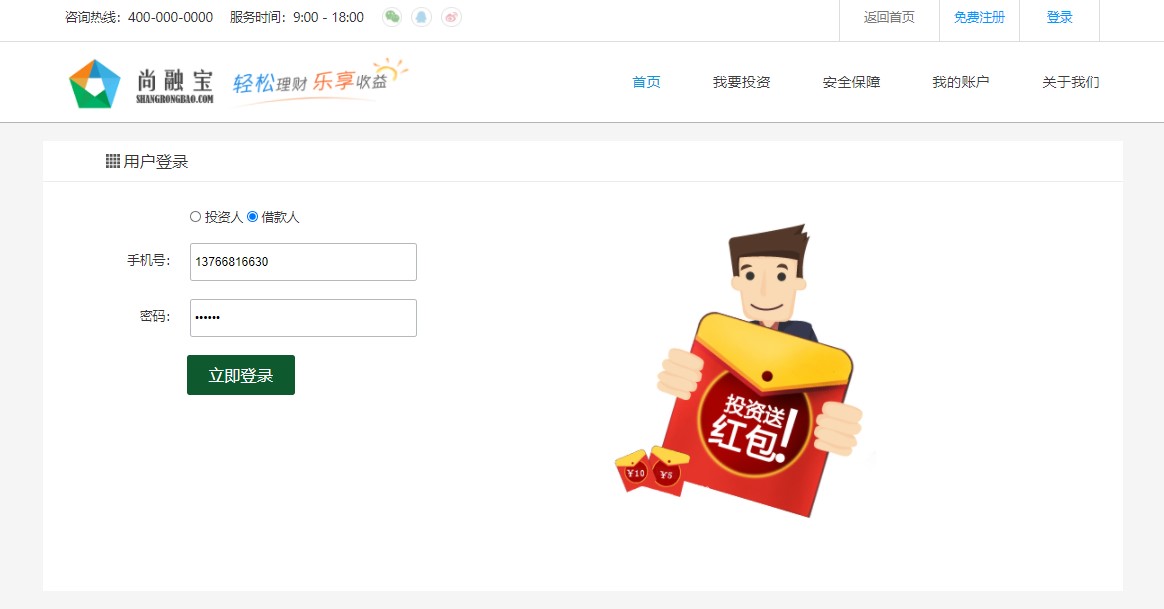 咨询热线：400-000-0000 服务时间：9:00 - 18:00 返回首页 免费注册 登录
尚融宝 SHANGRONGBAO.COM 轻松理财 乐享收益 首页 我要投资 安全保障 我的账户 关于我们
用户登录
投资人 借款人
手机号： 13766816630
密码： ••••••
立即登录
投资送
红包！
¥10 ¥5